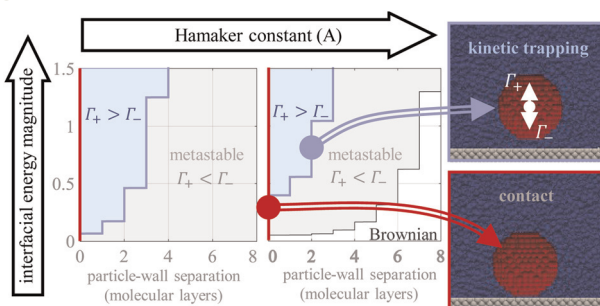 Hamaker constant (A)
interfacial energy magnitude
1.5
1
0.5
0
Γ₊ > Γ₋
metastable
Γ₊ < Γ₋
0 2 4 6 8
particle-wall separation
(molecular layers)
Γ₊ > Γ₋
metastable
Γ₊ < Γ₋
Brownian
0 2 4 6 8
particle-wall separation
(molecular layers)
kinetic trapping
Γ₊
Γ₋
contact